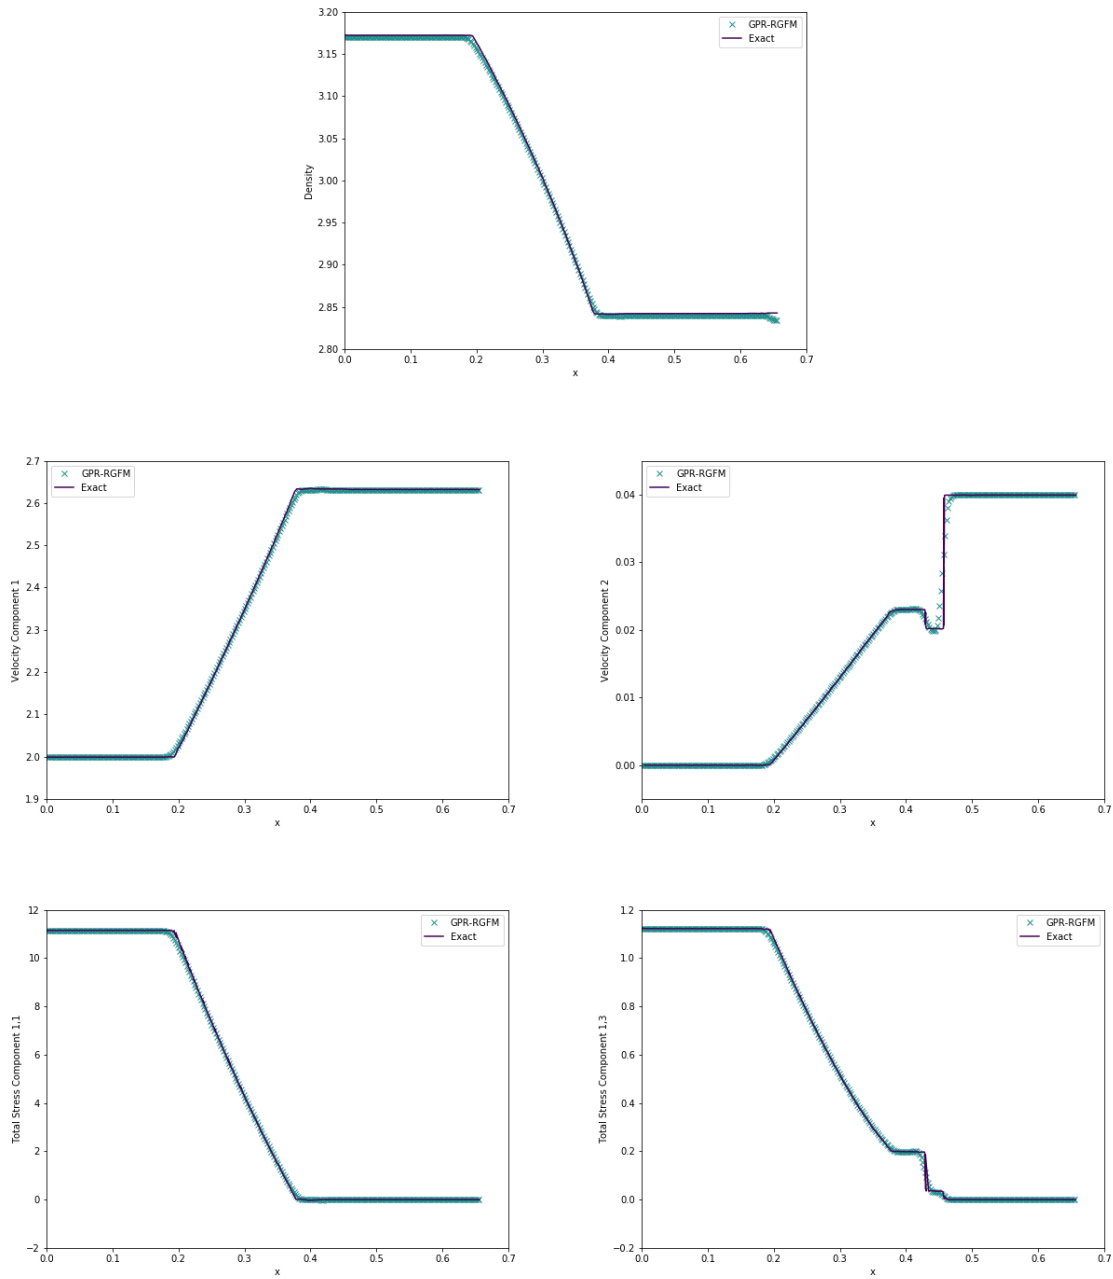 3.20
3.15
3.10
3.05
3.00
2.95
2.90
2.85
2.80
Density
GPR-RGFM
Exact
0.0 0.1 0.2 0.3 0.4 0.5 0.6 0.7
x
2.7
2.6
2.5
2.4
2.3
2.2
2.1
2.0
1.9
Velocity Component 1
GPR-RGFM
Exact
0.0 0.1 0.2 0.3 0.4 0.5 0.6 0.7
x
0.04
0.03
0.02
0.01
0.00
Velocity Component 2
GPR-RGFM
Exact
0.0 0.1 0.2 0.3 0.4 0.5 0.6 0.7
x
12
10
8
6
4
2
0
−2
Total Stress Component 1,1
GPR-RGFM
Exact
0.0 0.1 0.2 0.3 0.4 0.5 0.6 0.7
x
1.2
1.0
0.8
0.6
0.4
0.2
0.0
−0.2
Total Stress Component 1,3
GPR-RGFM
Exact
0.0 0.1 0.2 0.3 0.4 0.5 0.6 0.7
x